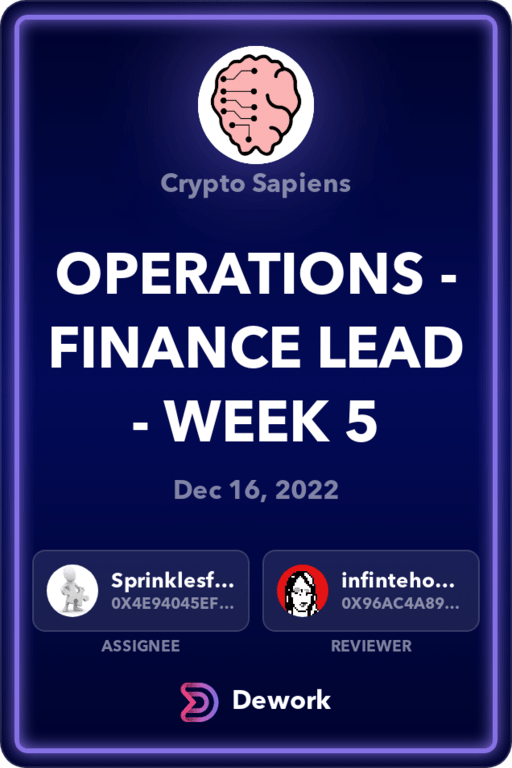 Crypto Sapiens
OPERATIONS -
FINANCE LEAD
- WEEK 5
Dec 16, 2022
Sprinklesf...
0X4E94045EF...
infinteho...
0X96AC4A89...
ASSIGNEE
REVIEWER
Dework